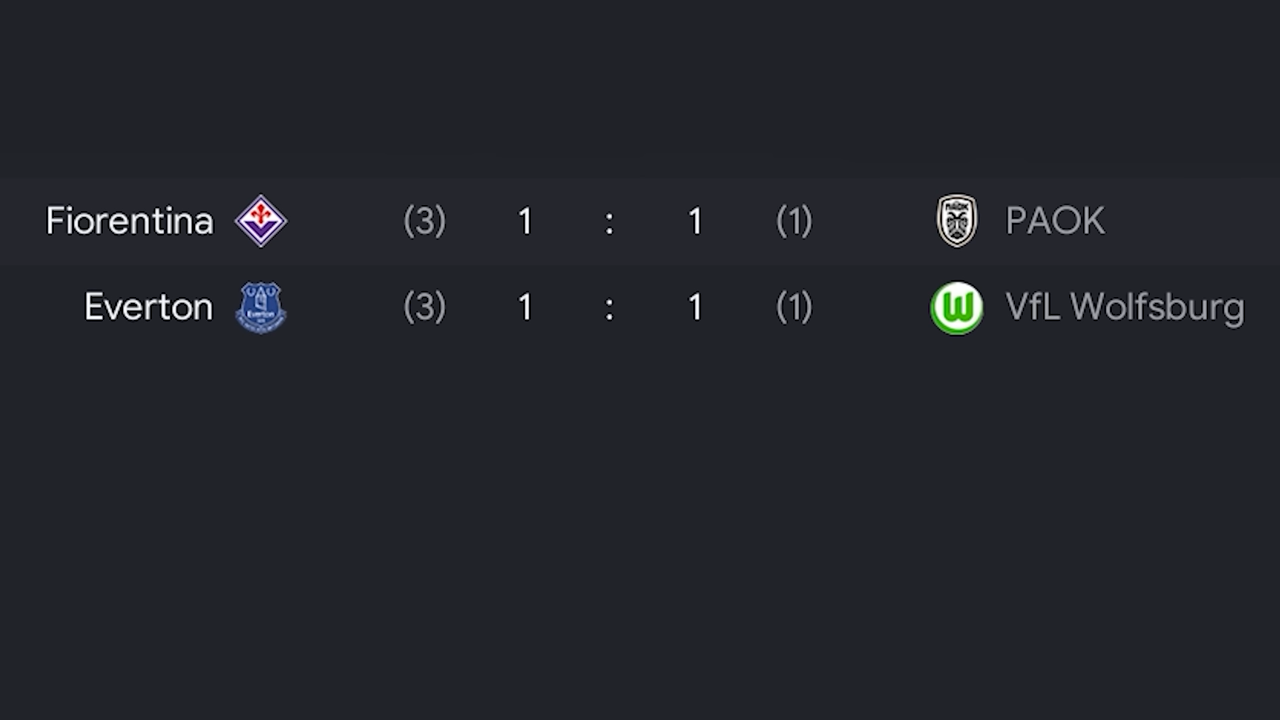 Fiorentina (3) 1 : 1 (1) PAOK
Everton (3) 1 : 1 (1) VfL Wolfsburg